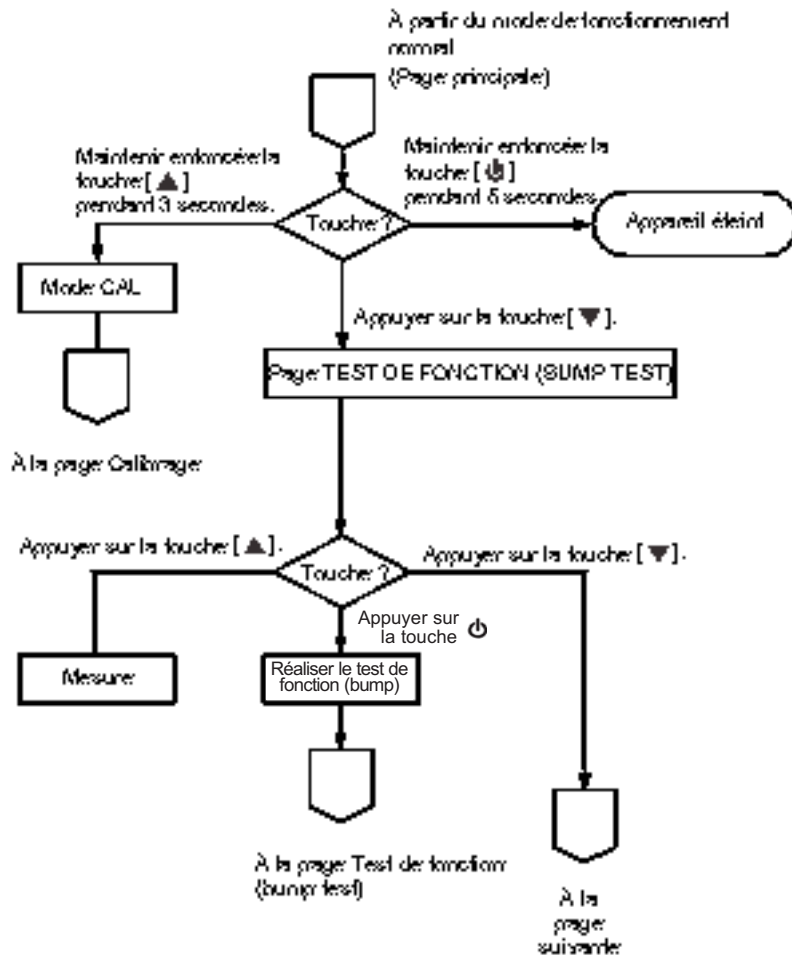 À partir du mode de fonctionnement
normal
(Page principale)
Maintenir enfoncée la
touche [ ▲ ]
pendant 3 secondes.
Maintenir enfoncée la
touche [ ⏻ ]
pendant 5 secondes
Touche ?
Appareil éteint
Mode CAL
Appuyer sur la touche [ ▼ ].
Page TEST DE FONCTION (BUMP TEST)
À la page Calibrage
Appuyer sur la touche [ ▲ ].
Touche ?
Appuyer sur la touche [ ▼ ].
Appuyer sur
la touche ⏻
Mesure
Réaliser le test de
fonction (bump)
À la page Test de fonction
(bump test)
À la
page
suivante